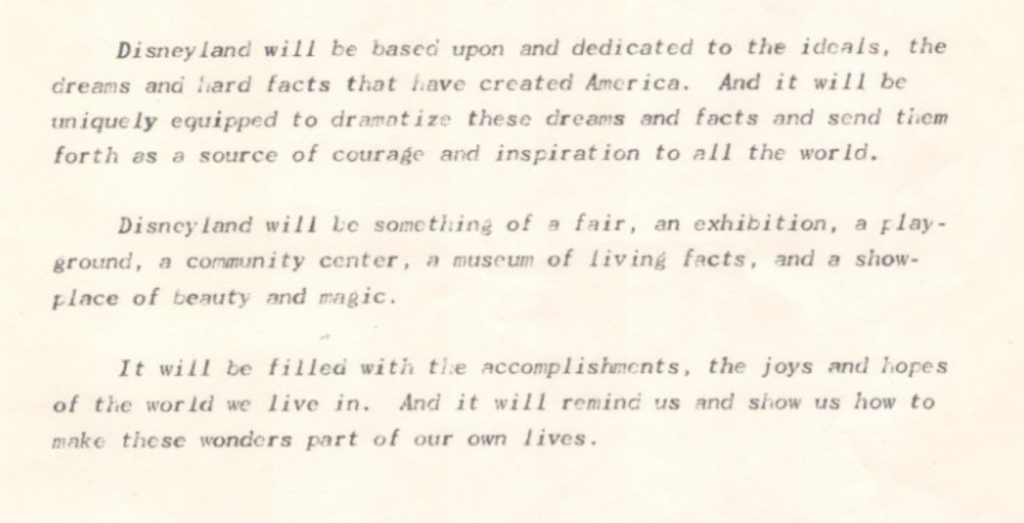 Disneyland will be based upon and dedicated to the ideals, the
dreams and hard facts that have created America. And it will be
uniquely equipped to dramatize these dreams and facts and send them
forth as a source of courage and inspiration to all the world.
Disneyland will be something of a fair, an exhibition, a play-
ground, a community center, a museum of living facts, and a show-
place of beauty and magic.
It will be filled with the accomplishments, the joys and hopes
of the world we live in. And it will remind us and show us how to
make these wonders part of our own lives.